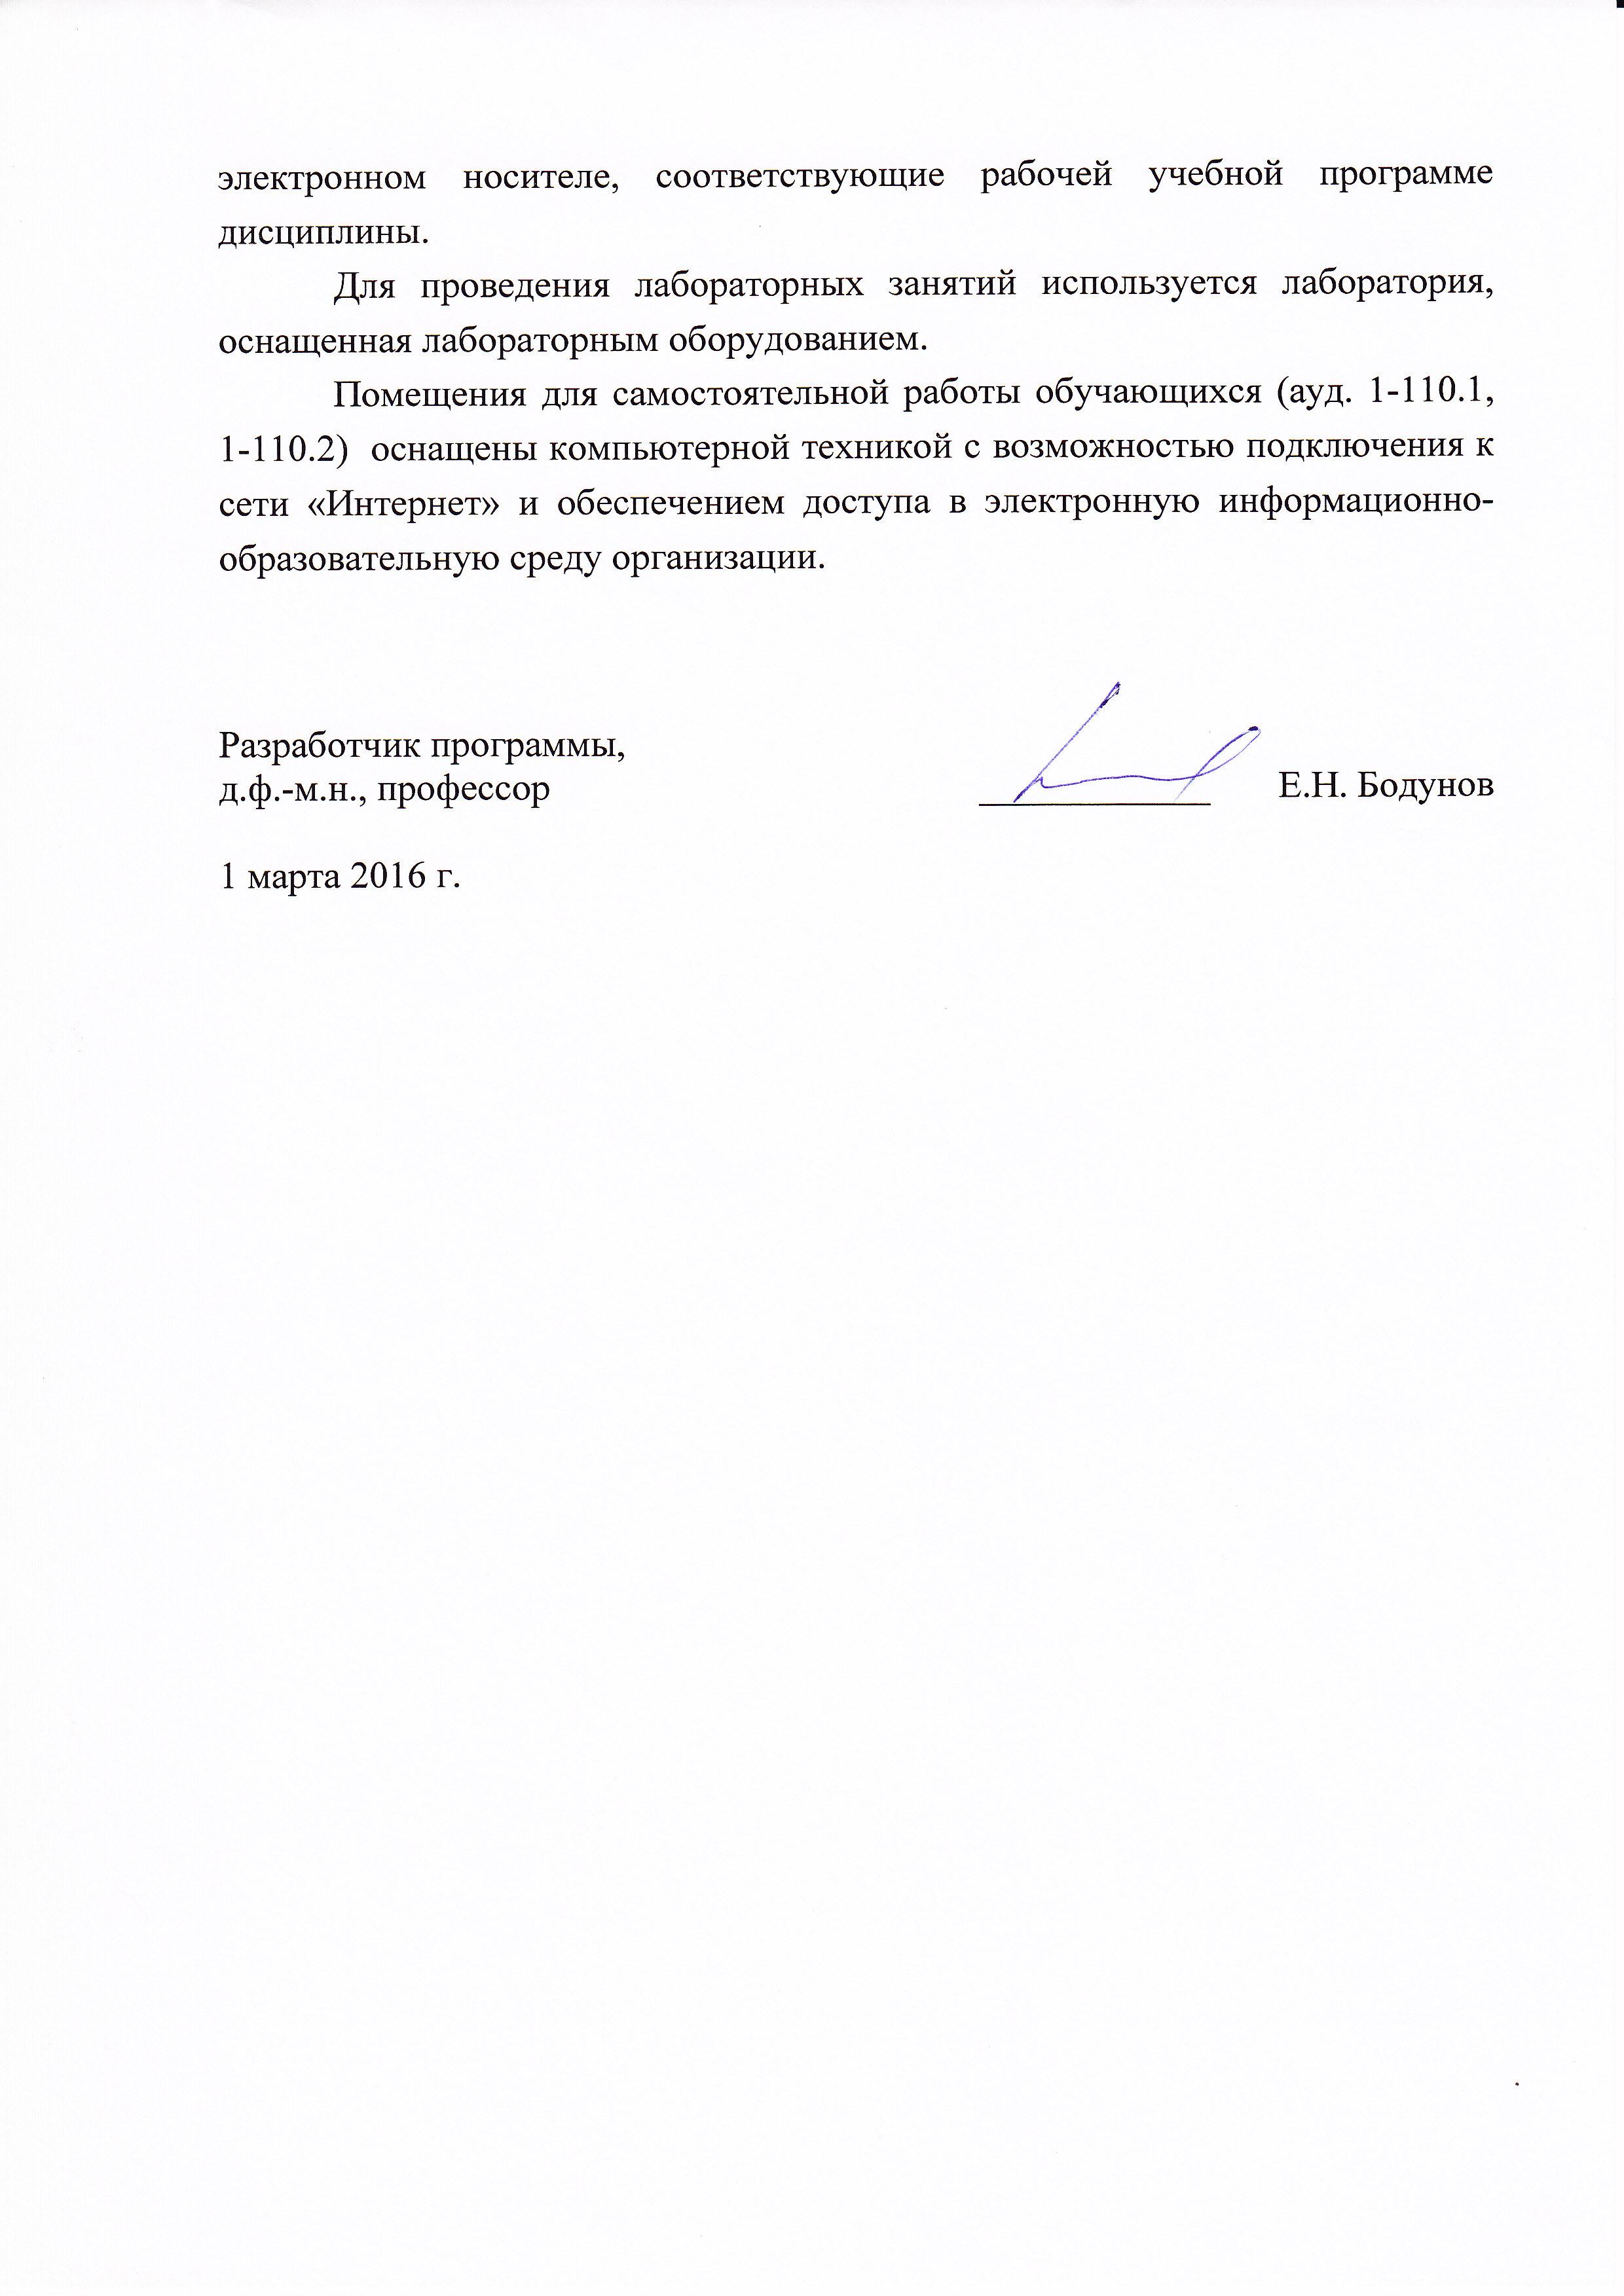 электронном носителе, соответствующие рабочей учебной программе
дисциплины.
Для проведения лабораторных занятий используется лаборатория,
оснащенная лабораторным оборудованием.
Помещения для самостоятельной работы обучающихся (ауд. 1-110.1,
1-110.2) оснащены компьютерной техникой с возможностью подключения к
сети «Интернет» и обеспечением доступа в электронную информационно-
образовательную среду организации.
Разработчик программы,
д.ф.-м.н., профессор Е.Н. Бодунов
1 марта 2016 г.